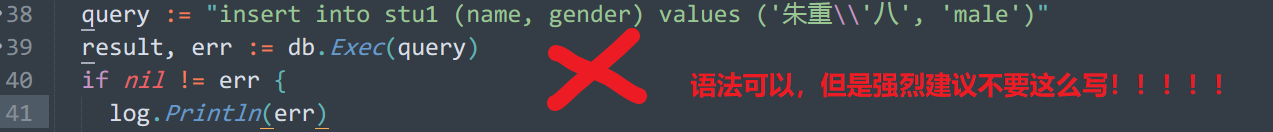 38 query := "insert into stu1 (name, gender) values ('朱重\\'八', 'male')"
39 result, err := db.Exec(query)
40 if nil != err {
语法可以，但是强烈建议不要这么写！！！！！
41 log.Println(err)